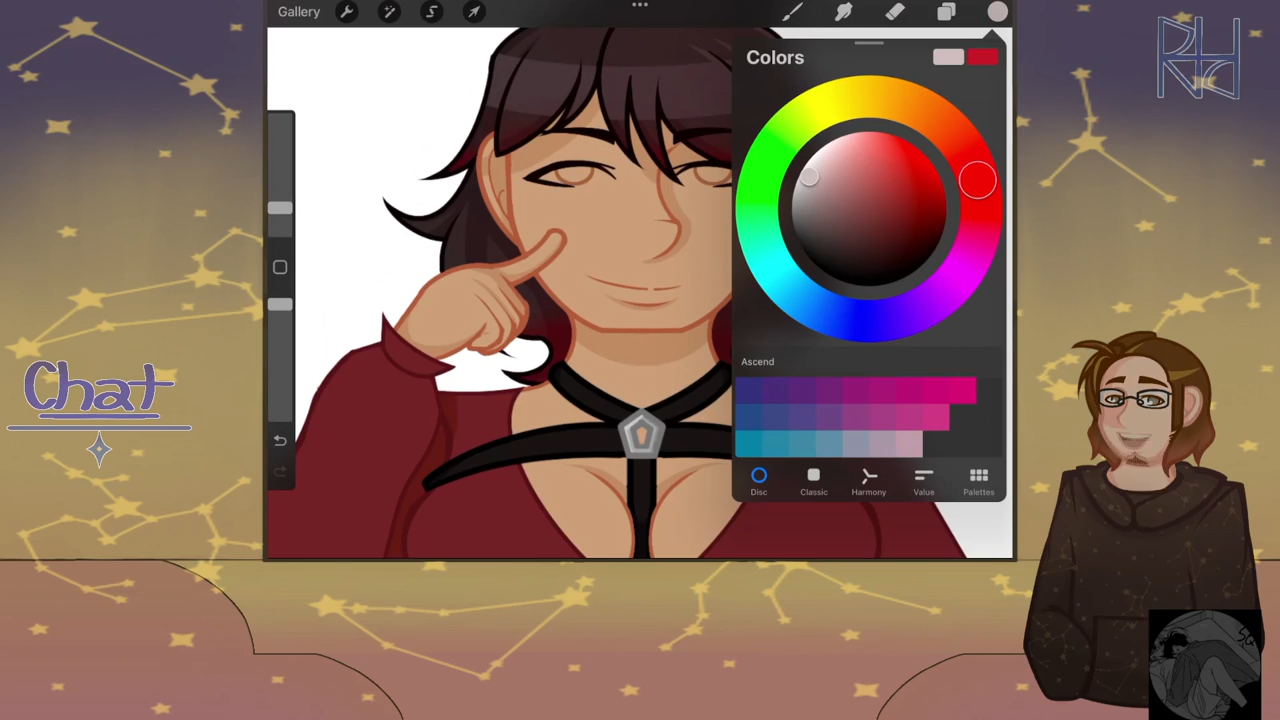 Gallery
Colors
Ascend
Disc
Classic
Harmony
Value
Palettes
Chat